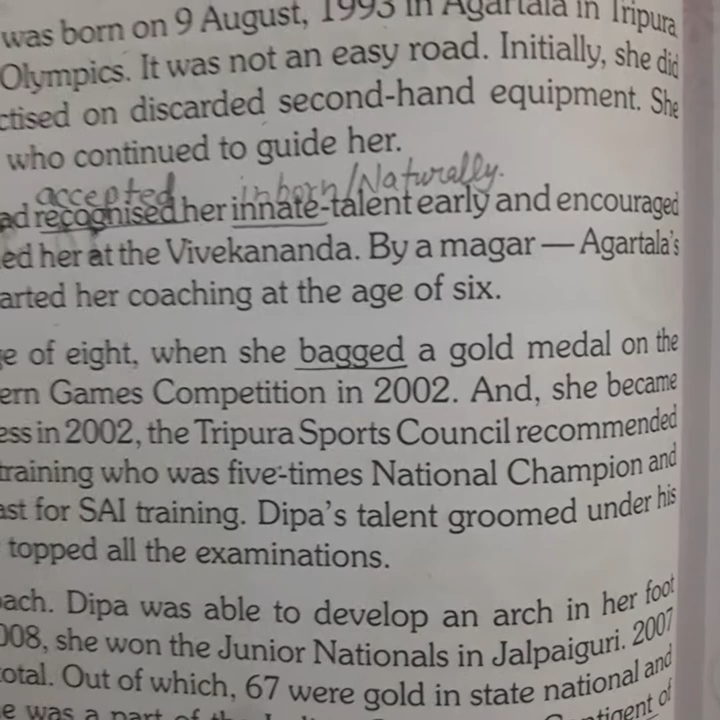 was born on 9 August, 1993 in Agartala in Tripura
Olympics. It was not an easy road. Initially, she did
ctised on discarded second-hand equipment. She
who continued to guide her.
accepted inborn/Naturally.
ad recognised her innate-talent early and encouraged
ed her at the Vivekananda. By a magar — Agartala's
arted her coaching at the age of six.
ge of eight, when she bagged a gold medal on the
ern Games Competition in 2002. And, she became
ess in 2002, the Tripura Sports Council recommended
training who was five-times National Champion and
ast for SAI training. Dipa's talent groomed under his
topped all the examinations.
oach. Dipa was able to develop an arch in her foot
008, she won the Junior Nationals in Jalpaiguri. 2007
total. Out of which, 67 were gold in state national and
e was a part of the